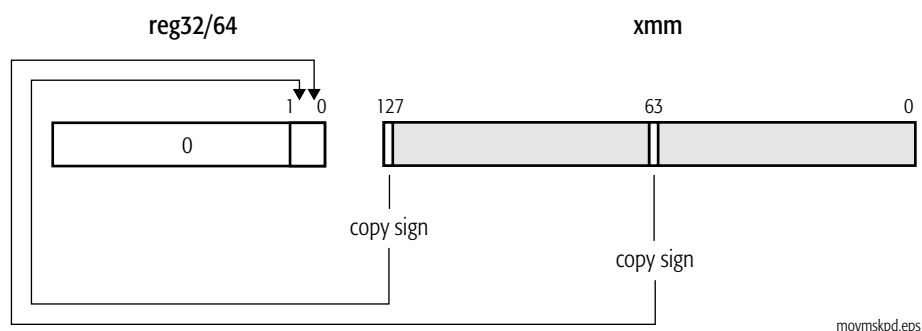 reg32/64 xmm
1 0 127 63 0
0
copy sign
copy sign
movmskpd.eps